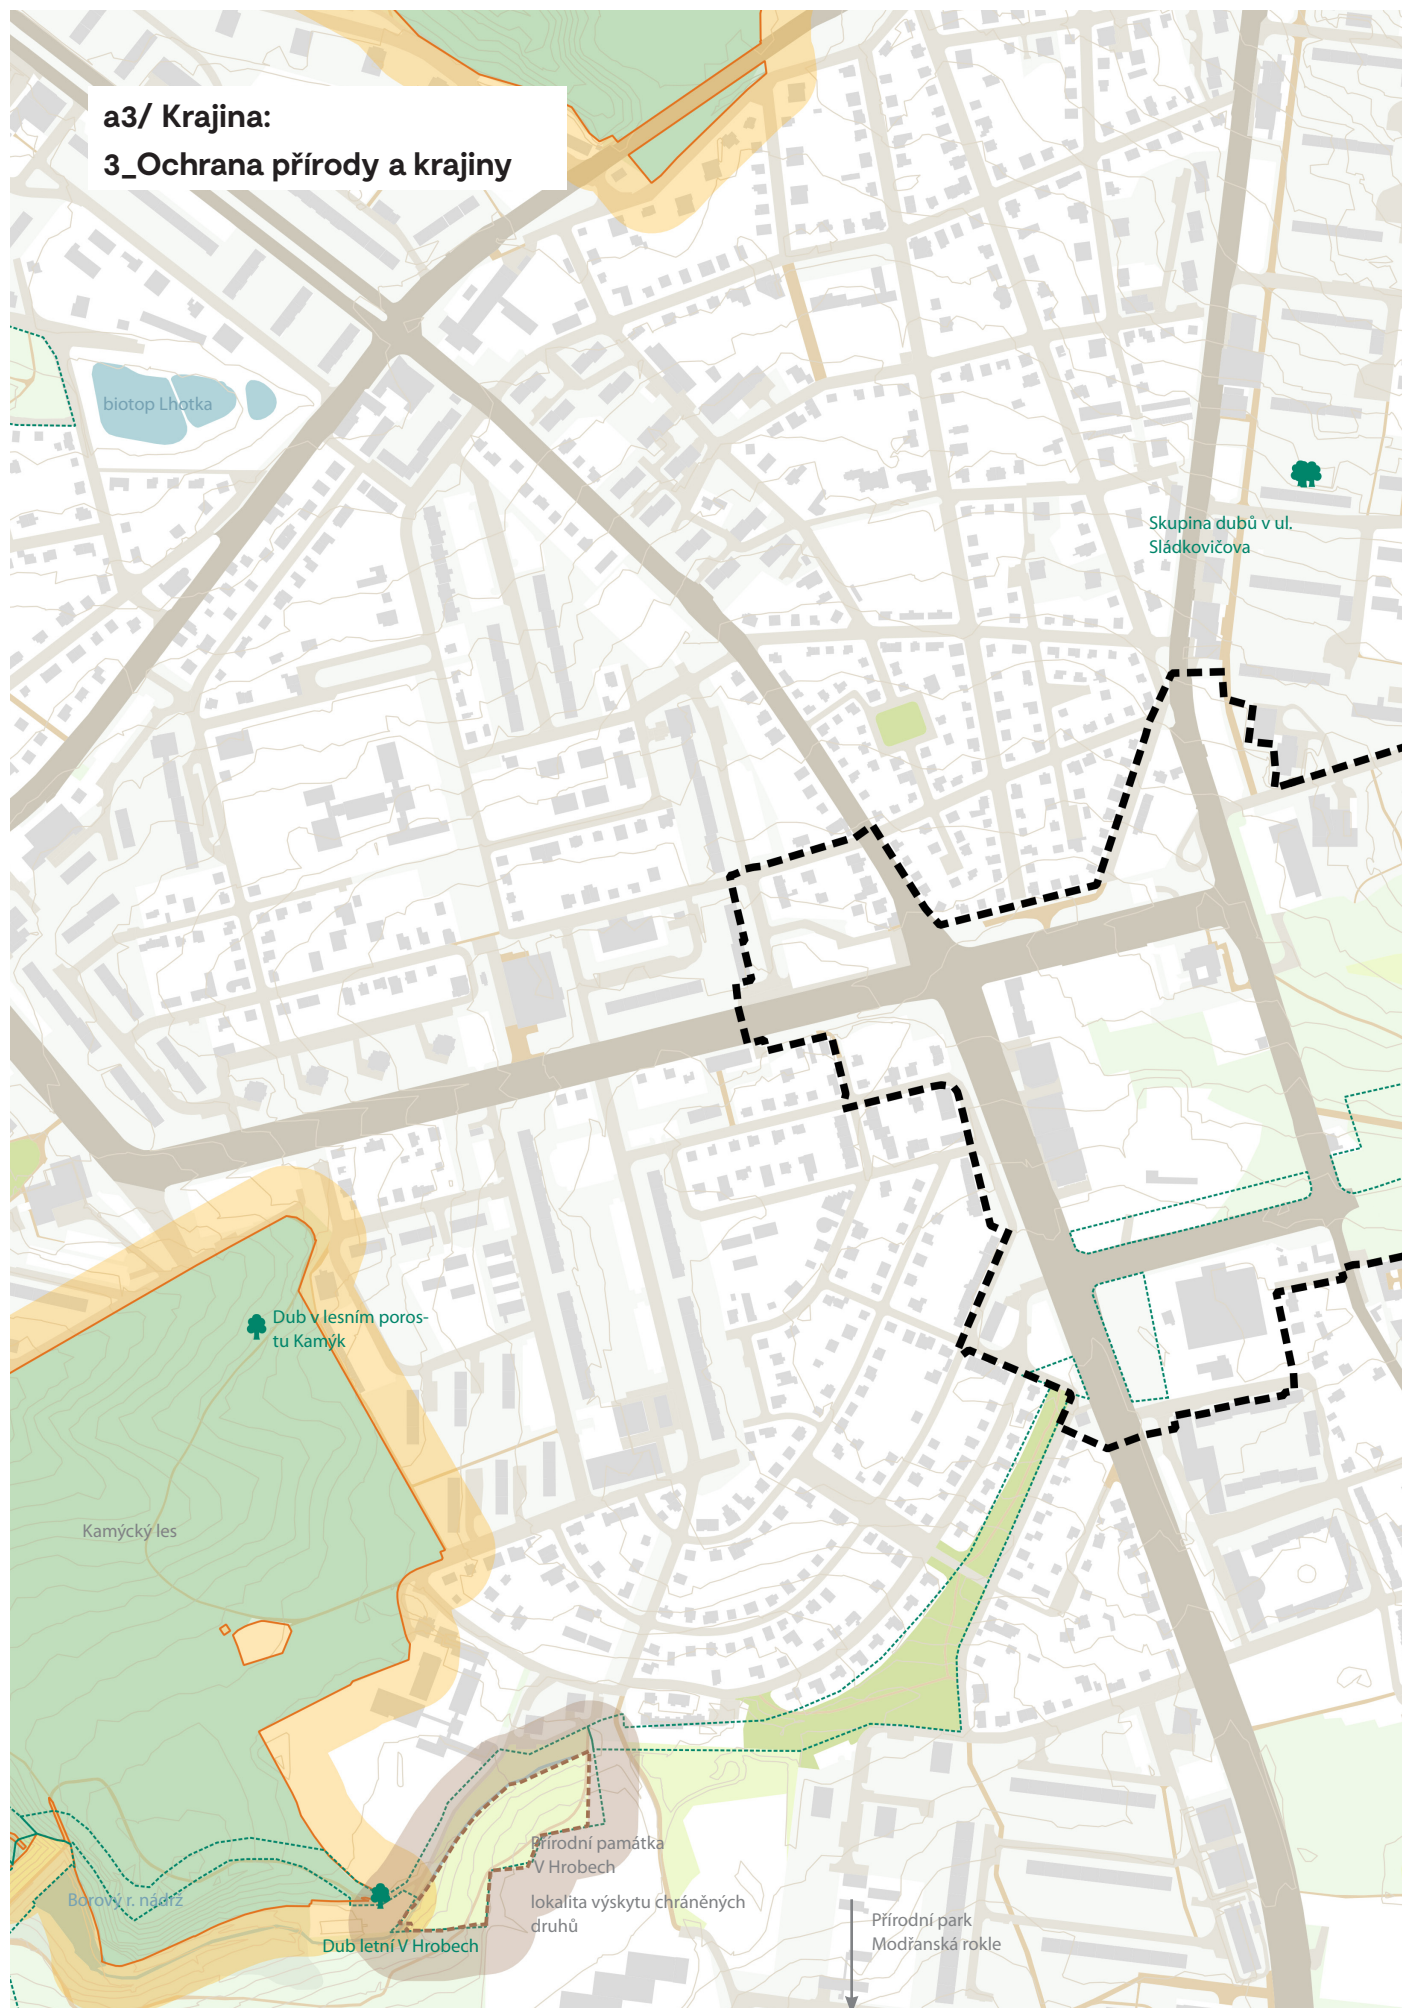 a3/ Krajina:
3_Ochrana přírody a krajiny
biotop Lhotka
Skupina dubů v ul.
Sládkovičova
Dub v lesním poros-
tu Kamýk
Kamýcký les
Přírodní památka
V Hrobech
lokalita výskytu chráněných
druhů
Borový r. nádrž
Dub letní V Hrobech
Přírodní park
Modřanská rokle